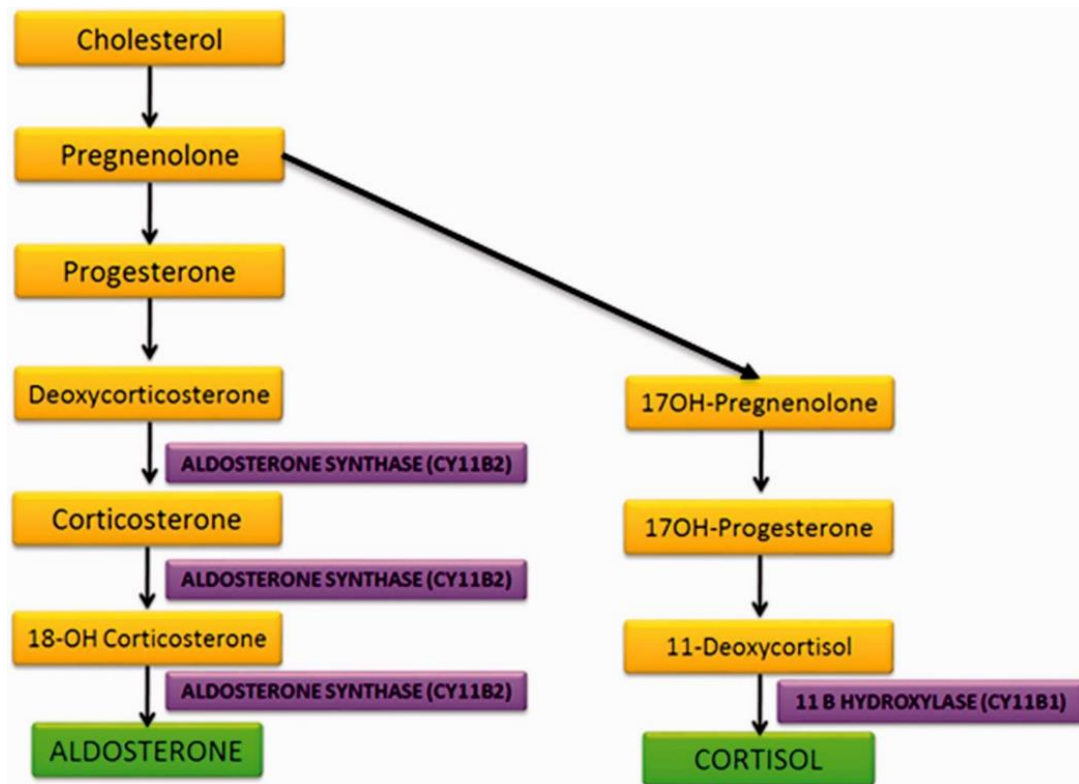 Cholesterol
Pregnenolone
Progesterone
Deoxycorticosterone
ALDOSTERONE SYNTHASE (CY11B2)
Corticosterone
ALDOSTERONE SYNTHASE (CY11B2)
18-OH Corticosterone
ALDOSTERONE SYNTHASE (CY11B2)
ALDOSTERONE
17OH-Pregnenolone
17OH-Progesterone
11-Deoxycortisol
11 B HYDROXYLASE (CY11B1)
CORTISOL